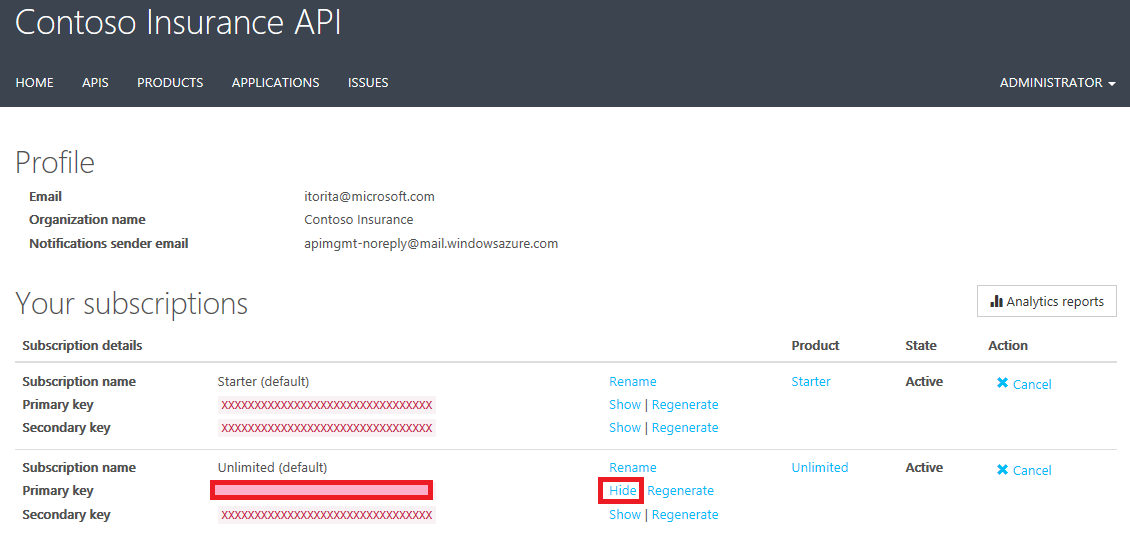 Contoso Insurance API
HOME APIS PRODUCTS APPLICATIONS ISSUES ADMINISTRATOR
Profile
Email itorita@microsoft.com
Organization name Contoso Insurance
Notifications sender email apimgmt-noreply@mail.windowsazure.com
Your subscriptions Analytics reports
Subscription details Product State Action
Subscription name Starter (default) Rename Starter Active Cancel
Primary key XXXXXXXXXXXXXXXXXXXXXXXXXXXXXXXX Show | Regenerate
Secondary key XXXXXXXXXXXXXXXXXXXXXXXXXXXXXXXX Show | Regenerate
Subscription name Unlimited (default) Rename Unlimited Active Cancel
Primary key Hide Regenerate
Secondary key XXXXXXXXXXXXXXXXXXXXXXXXXXXXXXXX Show | Regenerate